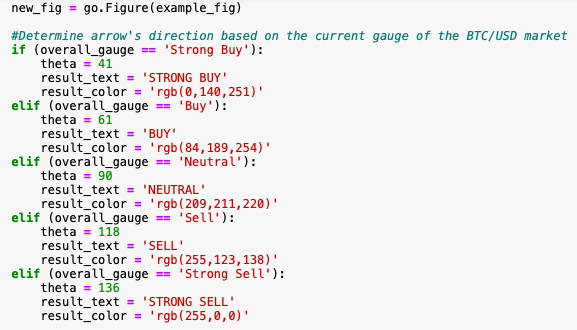 new_fig = go.Figure(example_fig)
#Determine arrow's direction based on the current gauge of the BTC/USD market
if (overall_gauge == 'Strong Buy'):
    theta = 41
    result_text = 'STRONG BUY'
    result_color = 'rgb(0,140,251)'
elif (overall_gauge == 'Buy'):
    theta = 61
    result_text = 'BUY'
    result_color = 'rgb(84,189,254)'
elif (overall_gauge == 'Neutral'):
    theta = 90
    result_text = 'NEUTRAL'
    result_color = 'rgb(209,211,220)'
elif (overall_gauge == 'Sell'):
    theta = 118
    result_text = 'SELL'
    result_color = 'rgb(255,123,138)'
elif (overall_gauge == 'Strong Sell'):
    theta = 136
    result_text = 'STRONG SELL'
    result_color = 'rgb(255,0,0)'